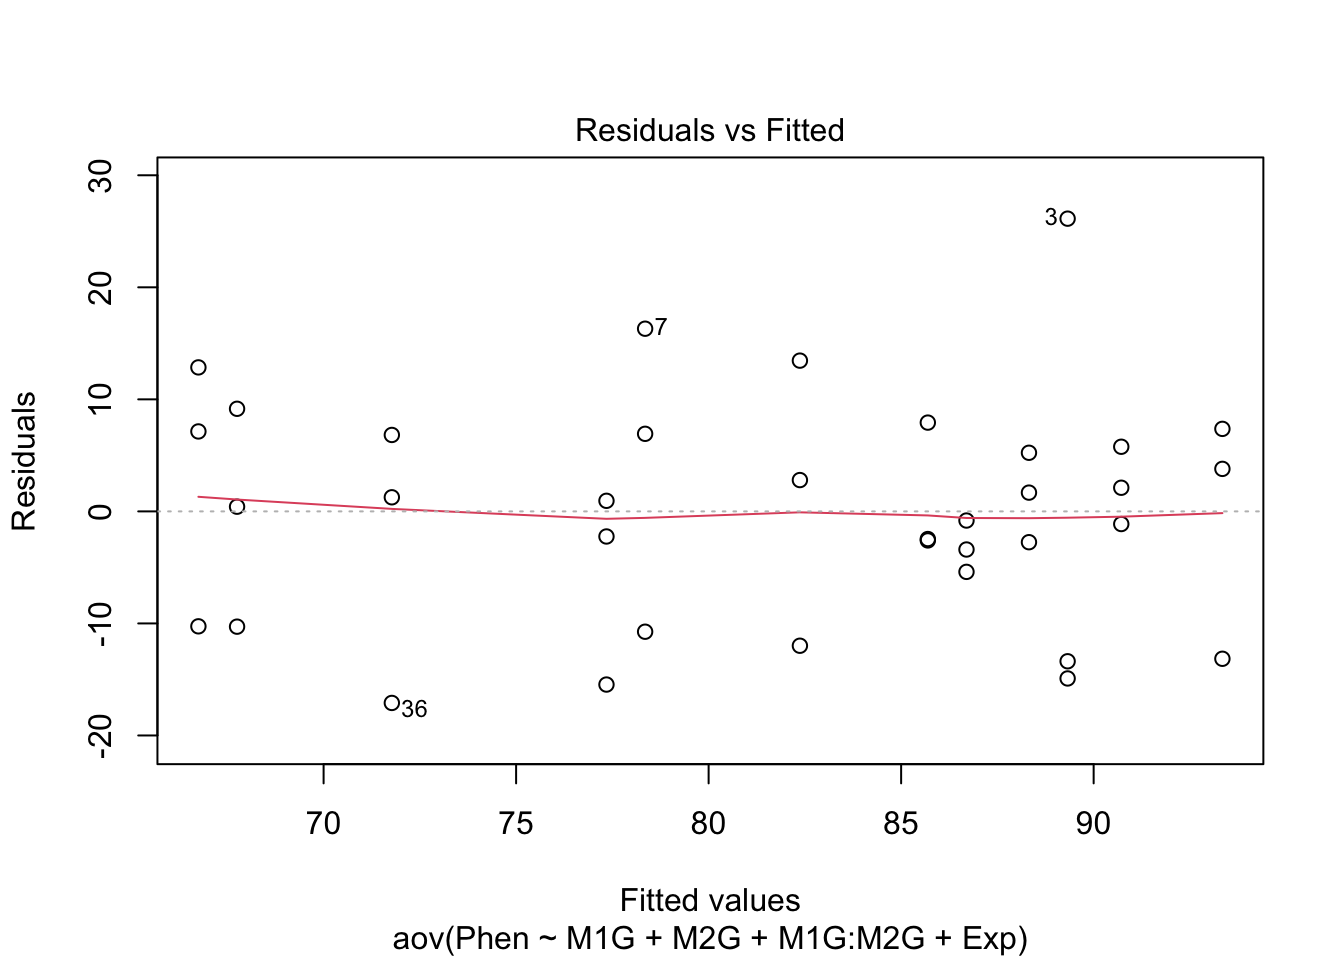 Residuals vs Fitted
Residuals
30
20
10
0
-10
-20
3
7
36
70 75 80 85 90
Fitted values
aov(Phen ~ M1G + M2G + M1G:M2G + Exp)